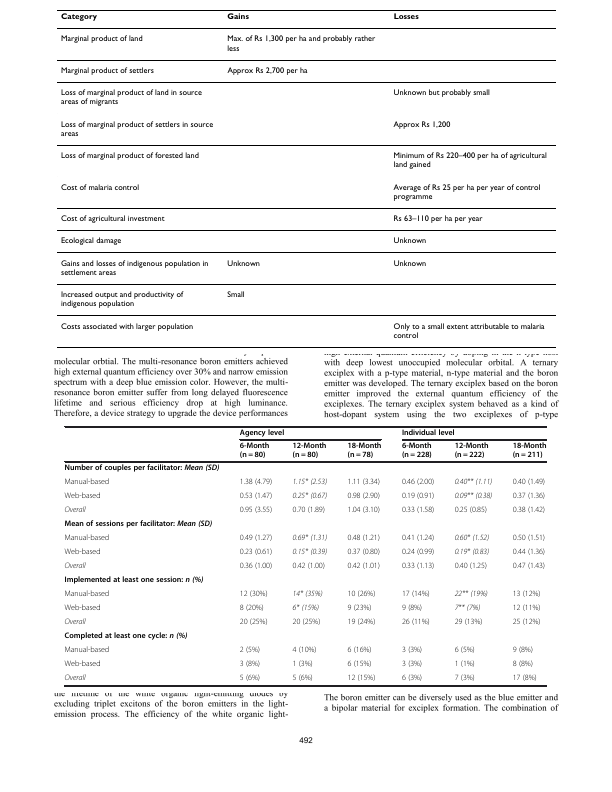 Category Gains Losses
Marginal product of land Max. of Rs 1,300 per ha and probably rather
less
Marginal product of settlers Approx Rs 2,700 per ha
Loss of marginal product of land in source Unknown but probably small
areas of migrants
Loss of marginal product of settlers in source Approx Rs 1,200
areas
Loss of marginal product of forested land Minimum of Rs 220–400 per ha of agricultural
land gained
Cost of malaria control Average of Rs 25 per ha per year of control
programme
Cost of agricultural investment Rs 63–110 per ha per year
Ecological damage Unknown
Gains and losses of indigenous population in Unknown Unknown
settlement areas
Increased output and productivity of Small
indigenous population
Costs associated with larger population Only to a small extent attributable to malaria
control
molecular orbtial. The multi-resonance boron emitters achieved
high external quantum efficiency over 30% and narrow emission
spectrum with a deep blue emission color. However, the multi-
resonance boron emitter suffer from long delayed fluorescence
lifetime and serious efficiency drop at high luminance.
Therefore, a device strategy to upgrade the device performances
with deep lowest unoccupied molecular orbital. A ternary
exciplex with a p-type material, n-type material and the boron
emitter was developed. The ternary exciplex based on the boron
emitter improved the external quantum efficiency of the
exciplexes. The ternary exciplex system behaved as a kind of
host-dopant system using the two exciplexes of p-type
Agency level Individual level
6-Month 12-Month 18-Month 6-Month 12-Month 18-Month
(n = 80) (n = 80) (n = 78) (n = 228) (n = 222) (n = 211)
Number of couples per facilitator: Mean (SD)
Manual-based 1.38 (4.79) 1.15* (2.53) 1.11 (3.34) 0.46 (2.00) 0.40** (1.11) 0.40 (1.49)
Web-based 0.53 (1.47) 0.25* (0.67) 0.98 (2.90) 0.19 (0.91) 0.09** (0.38) 0.37 (1.36)
Overall 0.95 (3.55) 0.70 (1.89) 1.04 (3.10) 0.33 (1.58) 0.25 (0.85) 0.38 (1.42)
Mean of sessions per facilitator: Mean (SD)
Manual-based 0.49 (1.27) 0.69* (1.31) 0.48 (1.21) 0.41 (1.24) 0.60* (1.52) 0.50 (1.51)
Web-based 0.23 (0.61) 0.15* (0.39) 0.37 (0.80) 0.24 (0.99) 0.19* (0.83) 0.44 (1.36)
Overall 0.36 (1.00) 0.42 (1.00) 0.42 (1.01) 0.33 (1.13) 0.40 (1.25) 0.47 (1.43)
Implemented at least one session: n (%)
Manual-based 12 (30%) 14* (35%) 10 (26%) 17 (14%) 22** (19%) 13 (12%)
Web-based 8 (20%) 6* (15%) 9 (23%) 9 (8%) 7** (7%) 12 (11%)
Overall 20 (25%) 20 (25%) 19 (24%) 26 (11%) 29 (13%) 25 (12%)
Completed at least one cycle: n (%)
Manual-based 2 (5%) 4 (10%) 6 (16%) 3 (3%) 6 (5%) 9 (8%)
Web-based 3 (8%) 1 (3%) 6 (15%) 3 (3%) 1 (1%) 8 (8%)
Overall 5 (6%) 5 (6%) 12 (15%) 6 (3%) 7 (3%) 17 (8%)
the lifetime of the white organic light-emitting diodes by
excluding triplet excitons of the boron emitters in the light-
emission process. The efficiency of the white organic light-
The boron emitter can be diversely used as the blue emitter and
a bipolar material for exciplex formation. The combination of
492